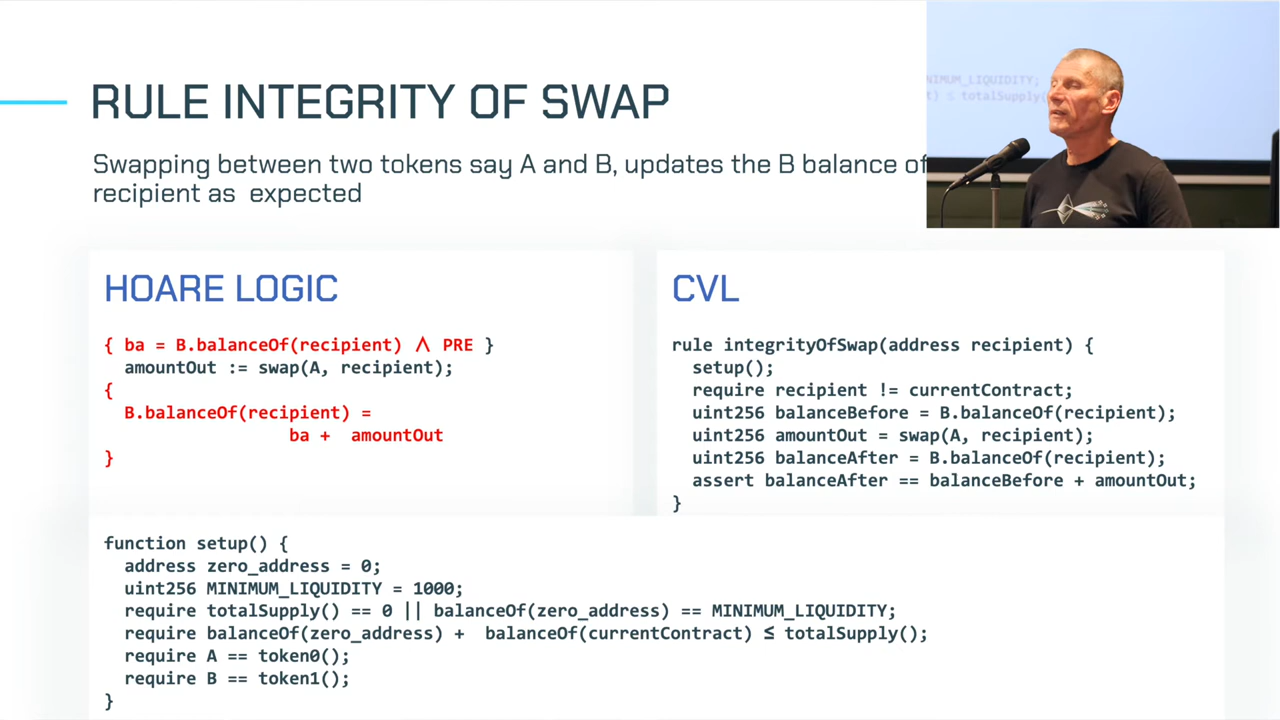 RULE INTEGRITY OF SWAP
Swapping between two tokens say A and B, updates the B balance of
recipient as expected
HOARE LOGIC
{ ba = B.balanceOf(recipient) ∧ PRE }
amountOut := swap(A, recipient);
{
B.balanceOf(recipient) =
ba + amountOut
}
CVL
rule integrityOfSwap(address recipient) {
setup();
require recipient != currentContract;
uint256 balanceBefore = B.balanceOf(recipient);
uint256 amountOut = swap(A, recipient);
uint256 balanceAfter = B.balanceOf(recipient);
assert balanceAfter == balanceBefore + amountOut;
}
function setup() {
address zero_address = 0;
uint256 MINIMUM_LIQUIDITY = 1000;
require totalSupply() == 0 || balanceOf(zero_address) == MINIMUM_LIQUIDITY;
require balanceOf(zero_address) + balanceOf(currentContract) ≤ totalSupply();
require A == token0();
require B == token1();
}
NIMUM_LIQUIDITY;
t) ≤ totalSupply(